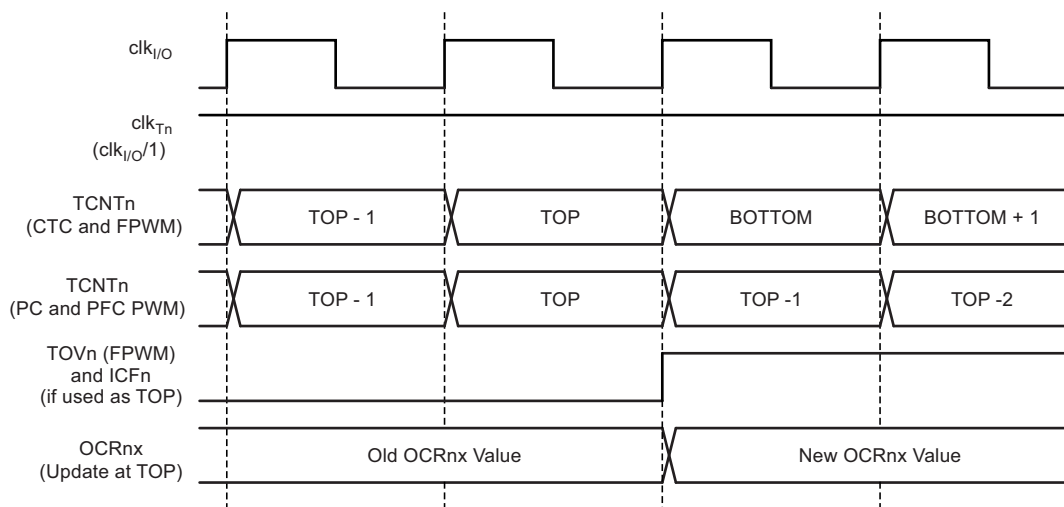 clkI/O
clkTn
(clkI/O/1)
TCNTn
(CTC and FPWM)
TOP - 1
TOP
BOTTOM
BOTTOM + 1
TCNTn
(PC and PFC PWM)
TOP - 1
TOP
TOP -1
TOP -2
TOVn (FPWM)
and ICFn
(if used as TOP)
OCRnx
(Update at TOP)
Old OCRnx Value
New OCRnx Value